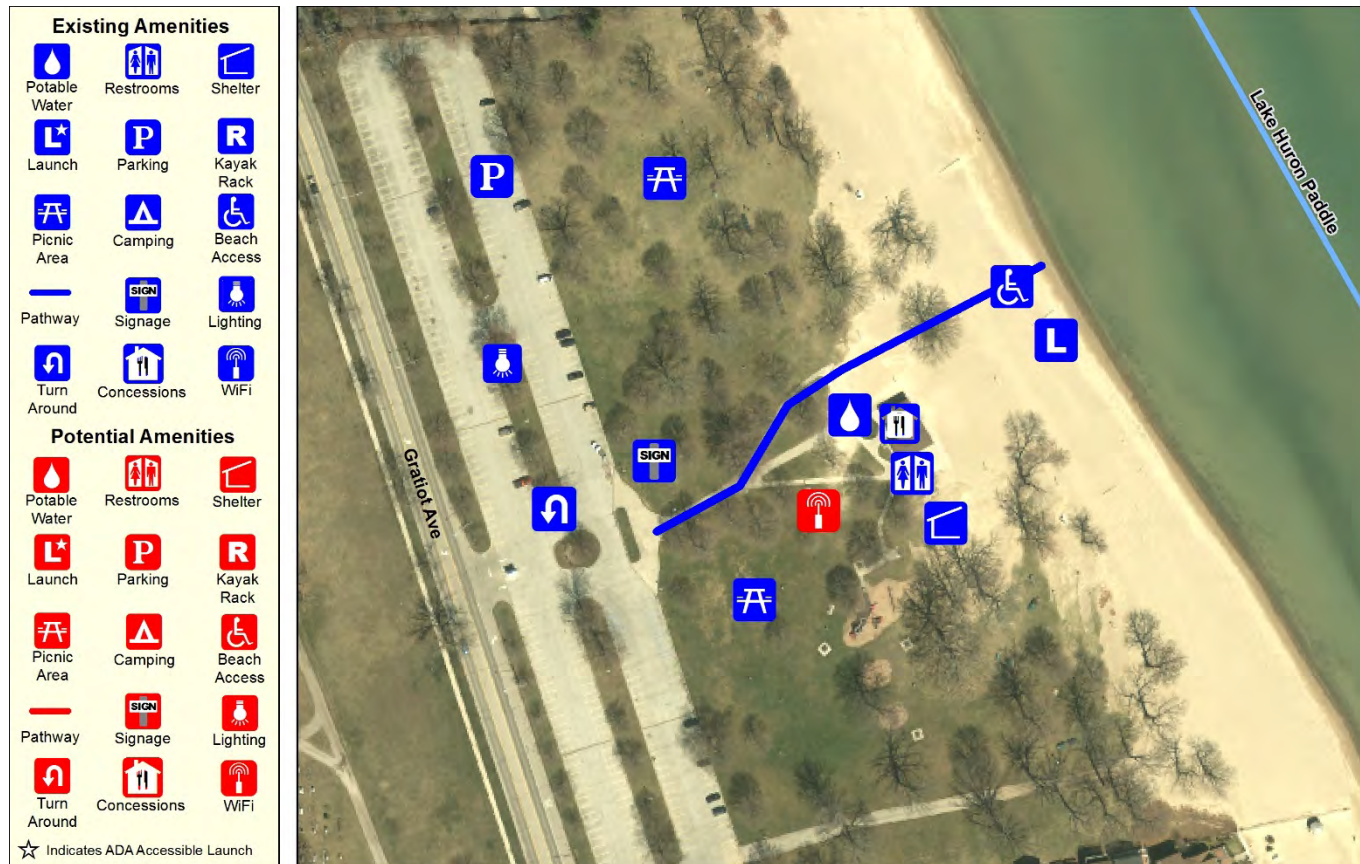 Existing Amenities
Potable
Water
Restrooms
Shelter
L
Launch
P
Parking
R
Kayak
Rack
Picnic
Area
Camping
Beach
Access
Pathway
SIGN
Signage
Lighting
Turn
Around
Concessions
WiFi
Potential Amenities
Potable
Water
Restrooms
Shelter
L
Launch
P
Parking
R
Kayak
Rack
Picnic
Area
Camping
Beach
Access
Pathway
SIGN
Signage
Lighting
Turn
Around
Concessions
WiFi
Indicates ADA Accessible Launch
P
SIGN
L
Gratiot Ave
Lake Huron Paddle